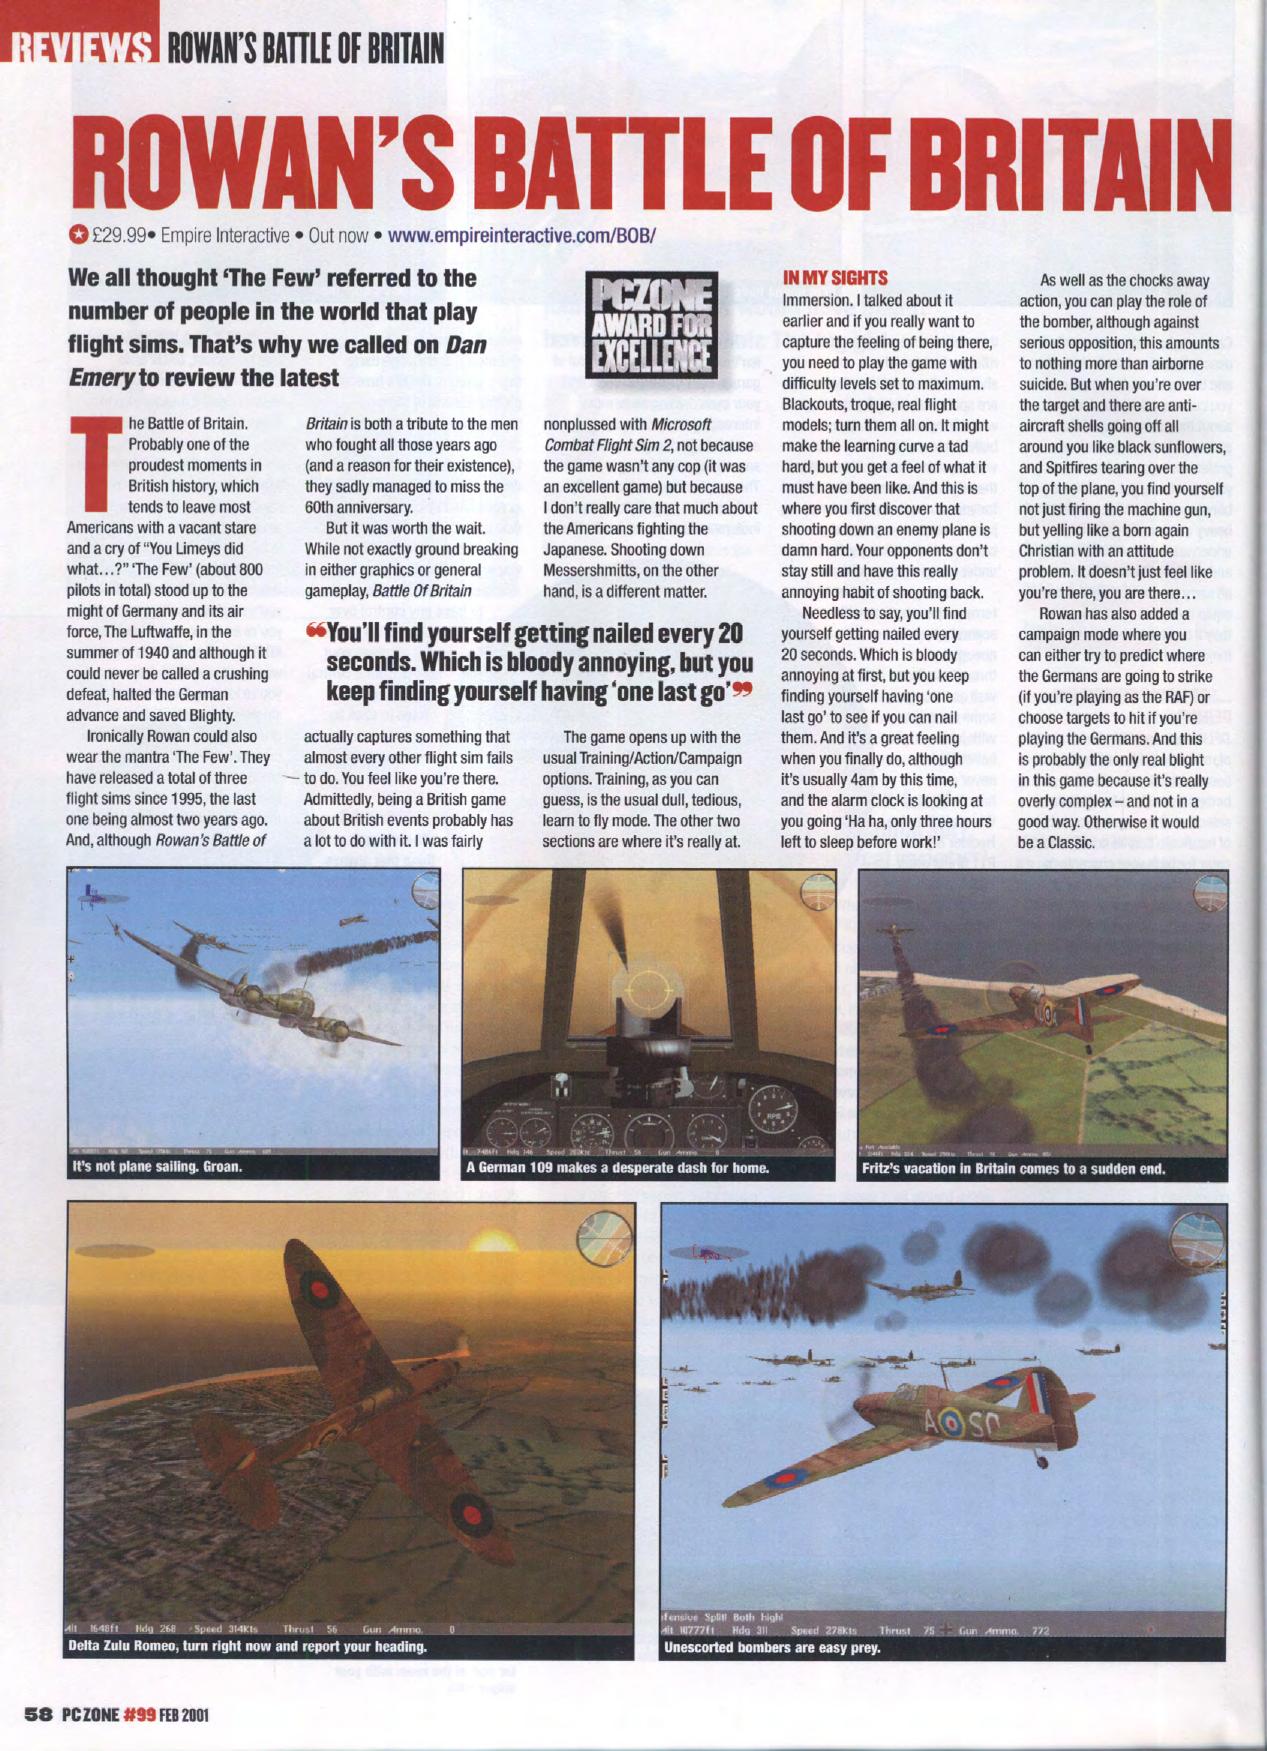 REVIEWS ROWAN'S BATTLE OF BRITAIN
ROWAN'S BATTLE OF BRITAIN
£29.99• Empire Interactive • Out now • www.empireinteractive.com/BOB/
We all thought 'The Few' referred to the
number of people in the world that play
flight sims. That's why we called on Dan
Emery to review the latest
PCZONE
AWARD FOR
EXCELLENCE
The Battle of Britain.
Probably one of the
proudest moments in
British history, which
tends to leave most
Americans with a vacant stare
and a cry of "You Limeys did
what...?" 'The Few' (about 800
pilots in total) stood up to the
might of Germany and its air
force, The Luftwaffe, in the
summer of 1940 and although it
could never be called a crushing
defeat, halted the German
advance and saved Blighty.
Ironically Rowan could also
wear the mantra 'The Few'. They
have released a total of three
flight sims since 1995, the last
one being almost two years ago.
And, although Rowan's Battle of
Britain is both a tribute to the men
who fought all those years ago
(and a reason for their existence),
they sadly managed to miss the
60th anniversary.
But it was worth the wait.
While not exactly ground breaking
in either graphics or general
gameplay, Battle Of Britain
actually captures something that
almost every other flight sim fails
to do. You feel like you're there.
Admittedly, being a British game
about British events probably has
a lot to do with it. I was fairly
nonplussed with Microsoft
Combat Flight Sim 2, not because
the game wasn't any cop (it was
an excellent game) but because
I don't really care that much about
the Americans fighting the
Japanese. Shooting down
Messershmitts, on the other
hand, is a different matter.
“You'll find yourself getting nailed every 20
seconds. Which is bloody annoying, but you
keep finding yourself having 'one last go'”
The game opens up with the
usual Training/Action/Campaign
options. Training, as you can
guess, is the usual dull, tedious,
learn to fly mode. The other two
sections are where it's really at.
IN MY SIGHTS
Immersion. I talked about it
earlier and if you really want to
capture the feeling of being there,
you need to play the game with
difficulty levels set to maximum.
Blackouts, troque, real flight
models; turn them all on. It might
make the learning curve a tad
hard, but you get a feel of what it
must have been like. And this is
where you first discover that
shooting down an enemy plane is
damn hard. Your opponents don't
stay still and have this really
annoying habit of shooting back.
Needless to say, you'll find
yourself getting nailed every
20 seconds. Which is bloody
annoying at first, but you keep
finding yourself having 'one
last go' to see if you can nail
them. And it's a great feeling
when you finally do, although
it's usually 4am by this time,
and the alarm clock is looking at
you going 'Ha ha, only three hours
left to sleep before work!'
As well as the chocks away
action, you can play the role of
the bomber, although against
serious opposition, this amounts
to nothing more than airborne
suicide. But when you're over
the target and there are anti-
aircraft shells going off all
around you like black sunflowers,
and Spitfires tearing over the
top of the plane, you find yourself
not just firing the machine gun,
but yelling like a born again
Christian with an attitude
problem. It doesn't just feel like
you're there, you are there...
Rowan has also added a
campaign mode where you
can either try to predict where
the Germans are going to strike
(if you're playing as the RAF) or
choose targets to hit if you're
playing the Germans. And this
is probably the only real blight
in this game because it's really
overly complex – and not in a
good way. Otherwise it would
be a Classic.
It's not plane sailing. Groan.
A German 109 makes a desperate dash for home.
Fritz's vacation in Britain comes to a sudden end.
Alt 1648ft Hdg 268 Speed 314Kts Thrust 56 Gun Ammo. 0
Delta Zulu Romeo, turn right now and report your heading.
A SO
fensive Split! Both high!
Alt 10777ft Hdg 311 Speed 278Kts Thrust 75 Gun Ammo. 772
Unescorted bombers are easy prey.
58 PCZONE #99 FEB 2001